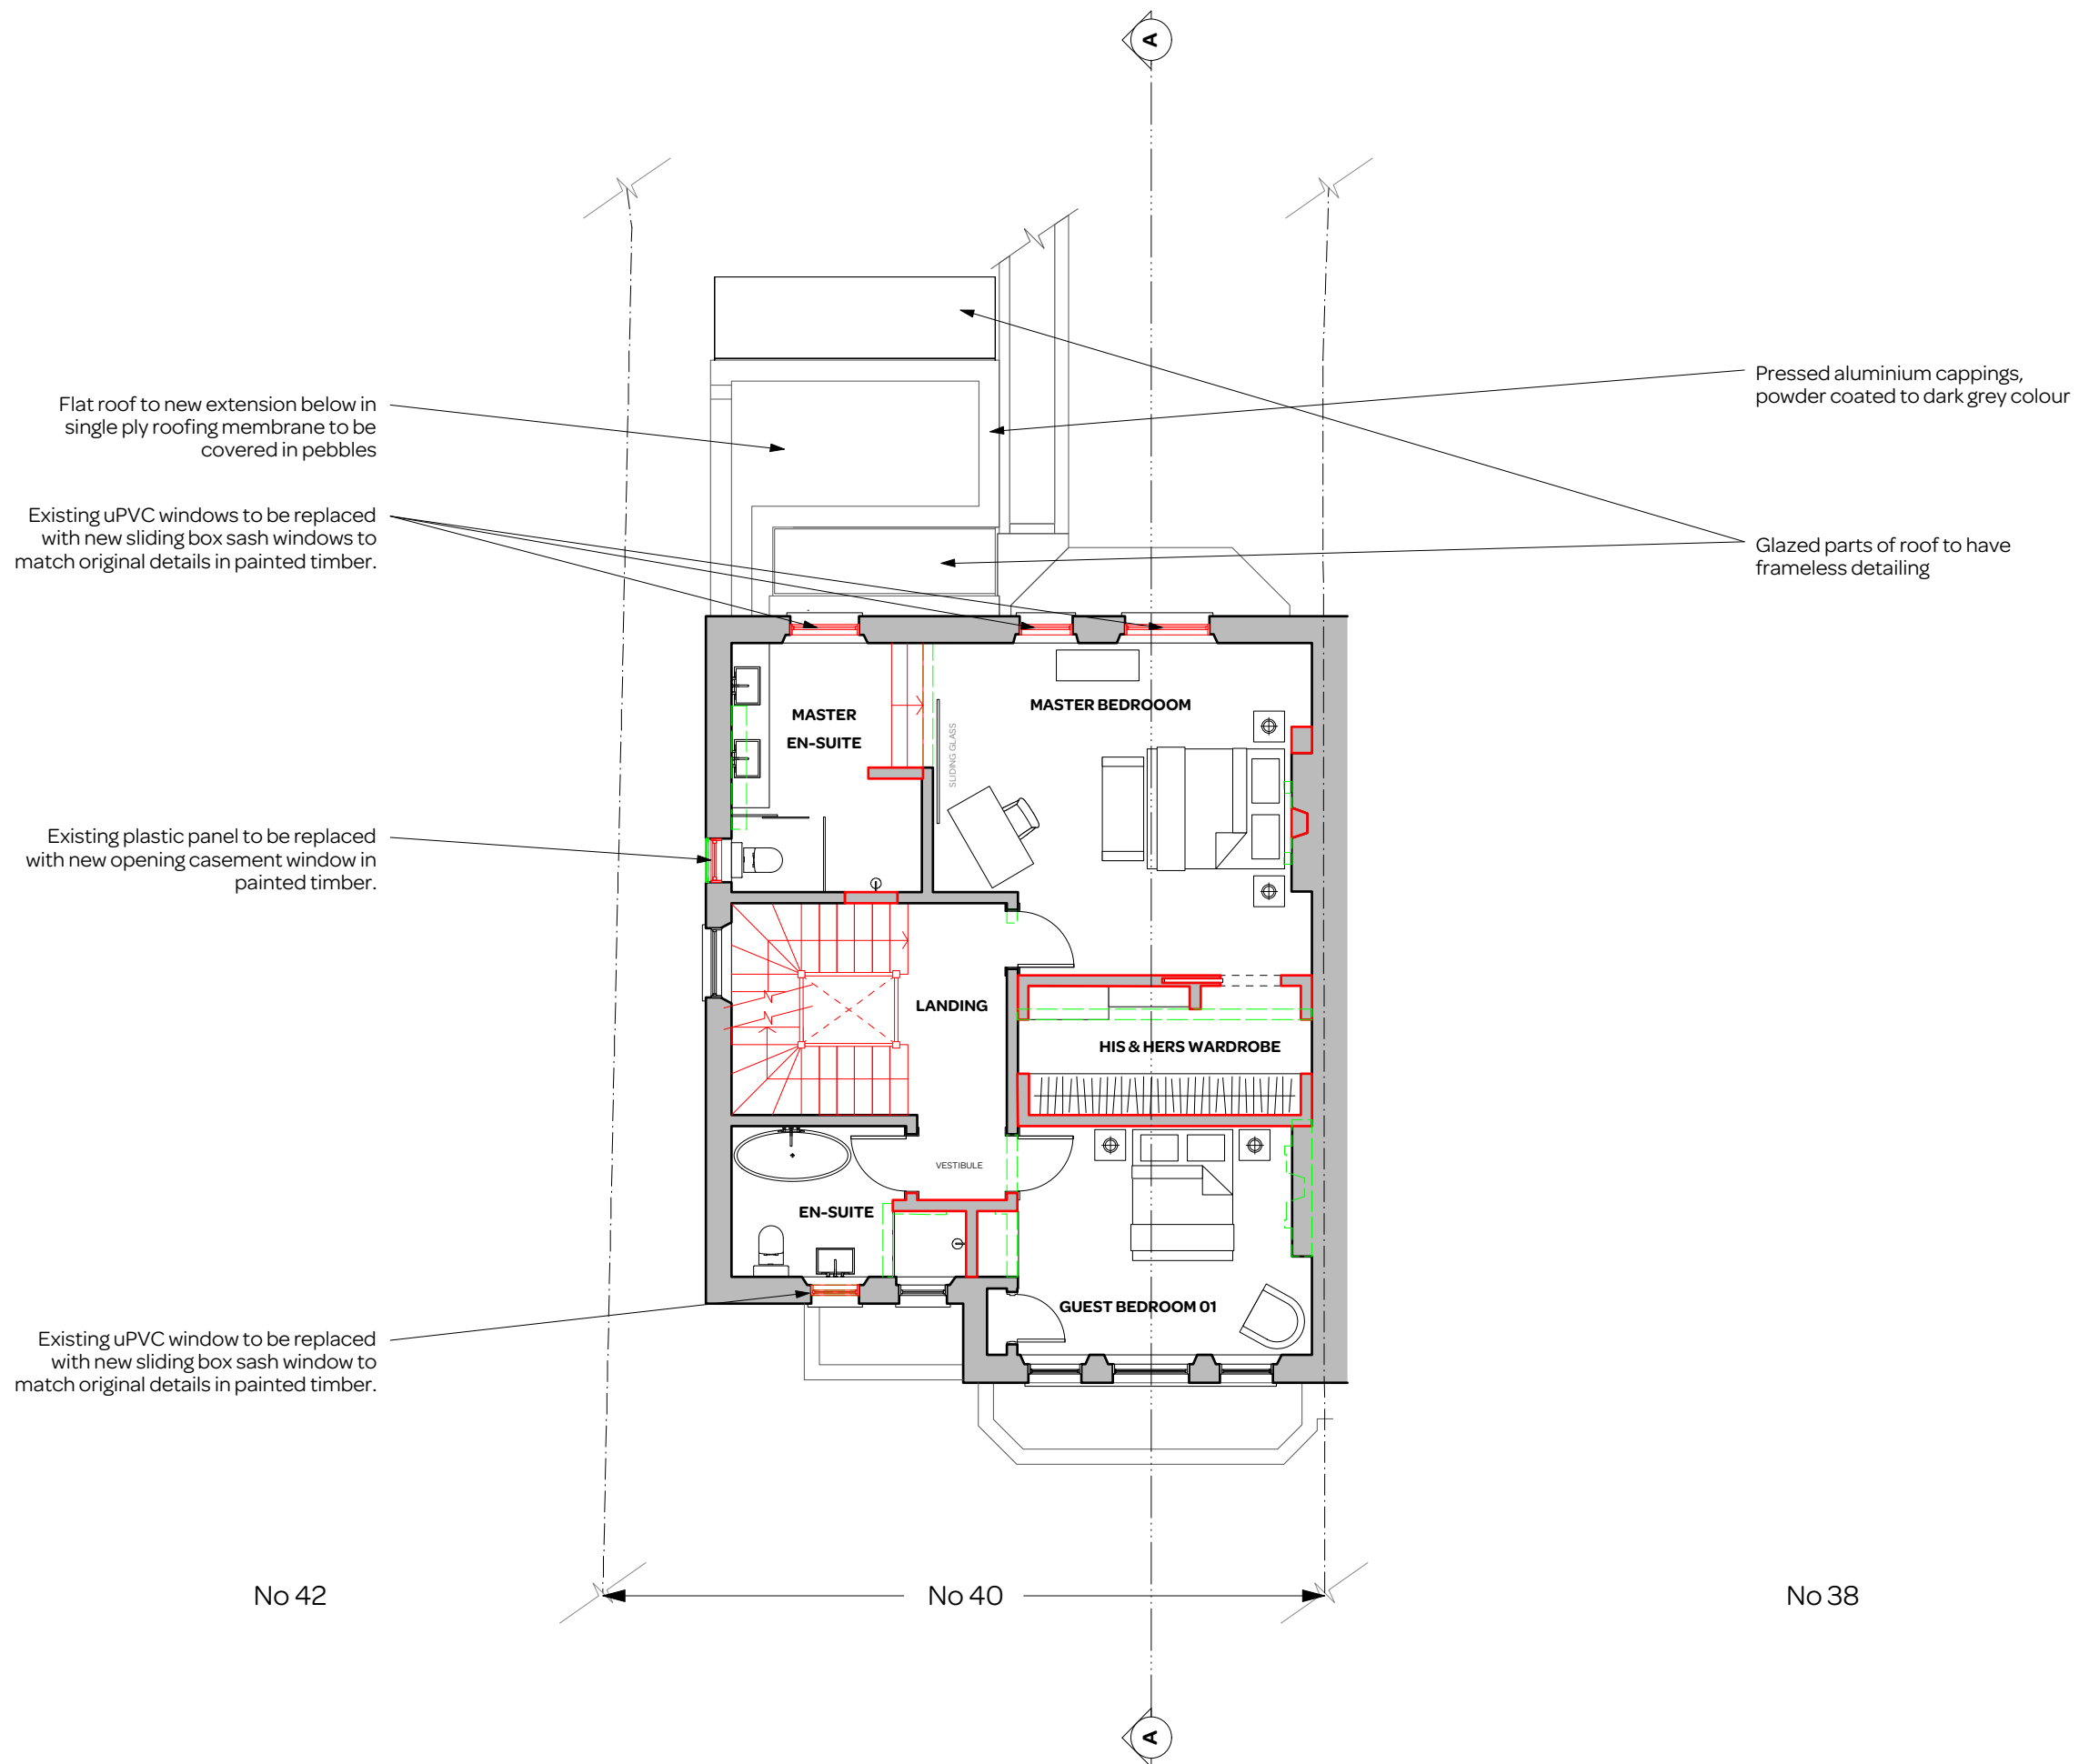 A
Flat roof to new extension below in
single ply roofing membrane to be
covered in pebbles
Existing uPVC windows to be replaced
with new sliding box sash windows to
match original details in painted timber.
Existing plastic panel to be replaced
with new opening casement window in
painted timber.
Existing uPVC window to be replaced
with new sliding box sash window to
match original details in painted timber.
Pressed aluminium cappings,
powder coated to dark grey colour
Glazed parts of roof to have
frameless detailing
MASTER
EN-SUITE
SLIDING GLASS
MASTER BEDROOOM
LANDING
HIS & HERS WARDROBE
VESTIBULE
EN-SUITE
GUEST BEDROOM 01
No 42
No 40
No 38
A